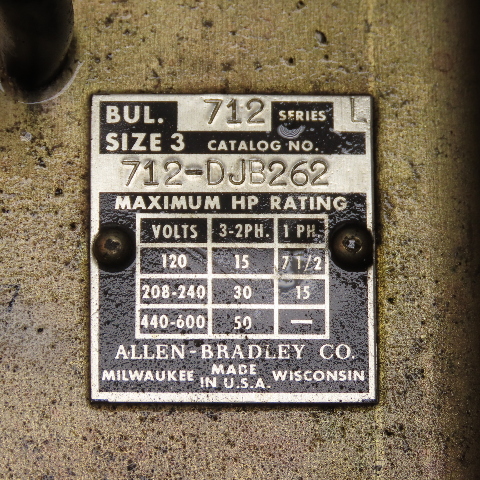 BUL. 712 SERIES L
SIZE 3 CATALOG NO.
712-DJB262
MAXIMUM HP RATING
VOLTS 3-2PH. 1 PH.
120 15 7 1/2
208-240 30 15
440-600 50 —
ALLEN-BRADLEY CO.
MILWAUKEE MADE IN U.S.A. WISCONSIN